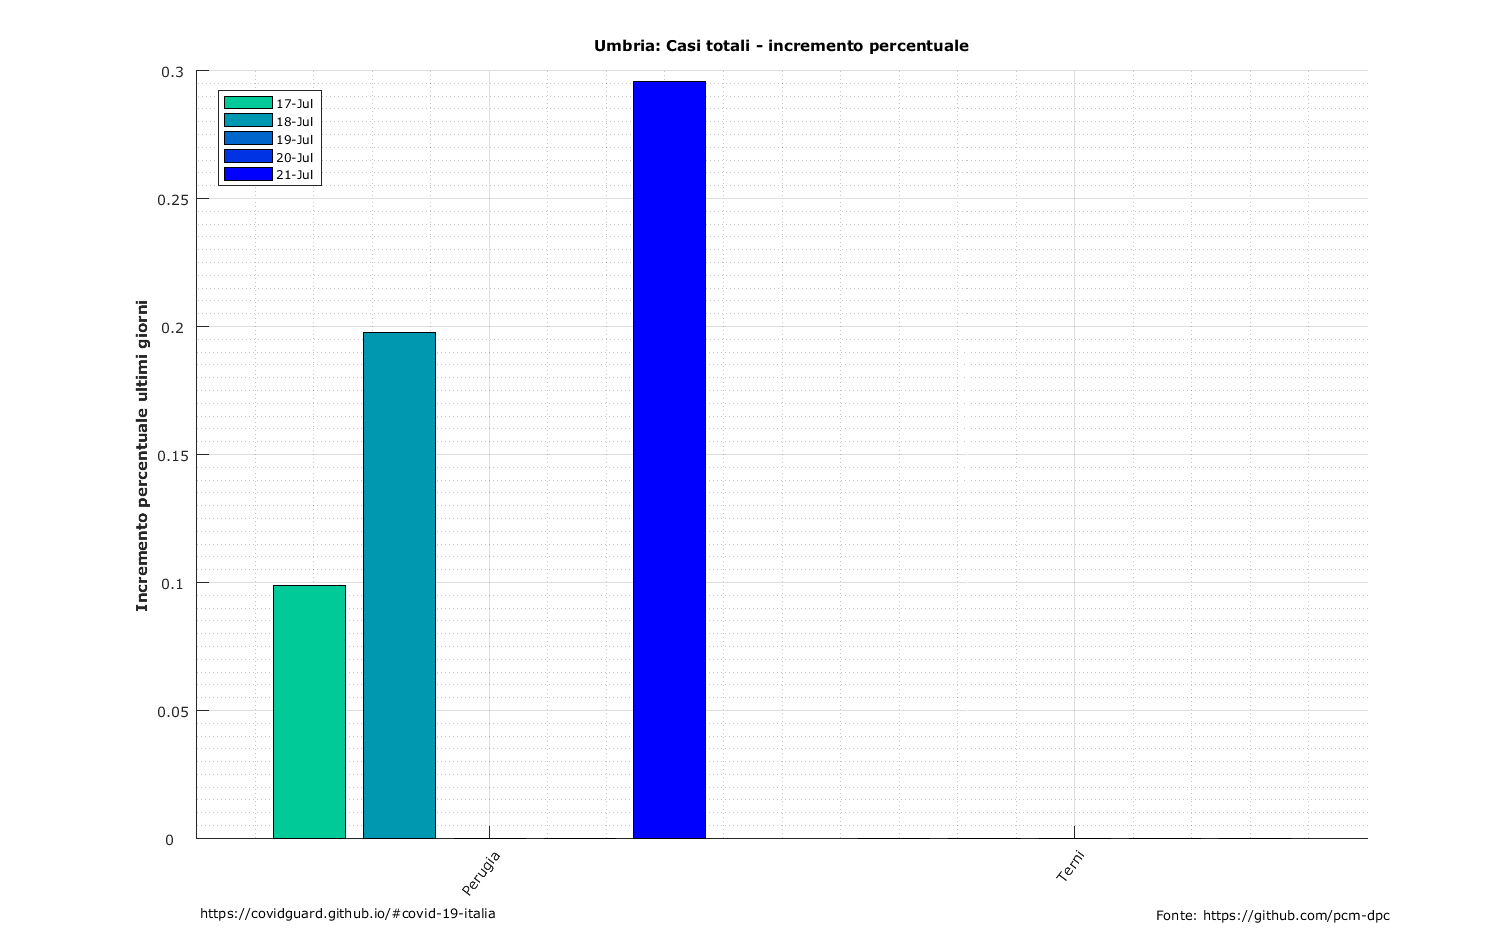 Umbria: Casi totali - incremento percentuale
0.3
0.25
0.2
0.15
0.1
0.05
0
17-Jul
18-Jul
19-Jul
20-Jul
21-Jul
Incremento percentuale ultimi giorni
Perugia
Terni
https://covidguard.github.io/#covid-19-italia
Fonte: https://github.com/pcm-dpc